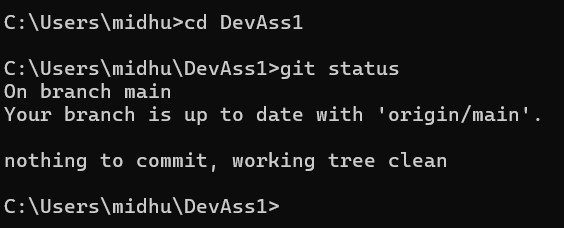 C:\Users\midhu>cd DevAss1
C:\Users\midhu\DevAss1>git status
On branch main
Your branch is up to date with 'origin/main'.
nothing to commit, working tree clean
C:\Users\midhu\DevAss1>